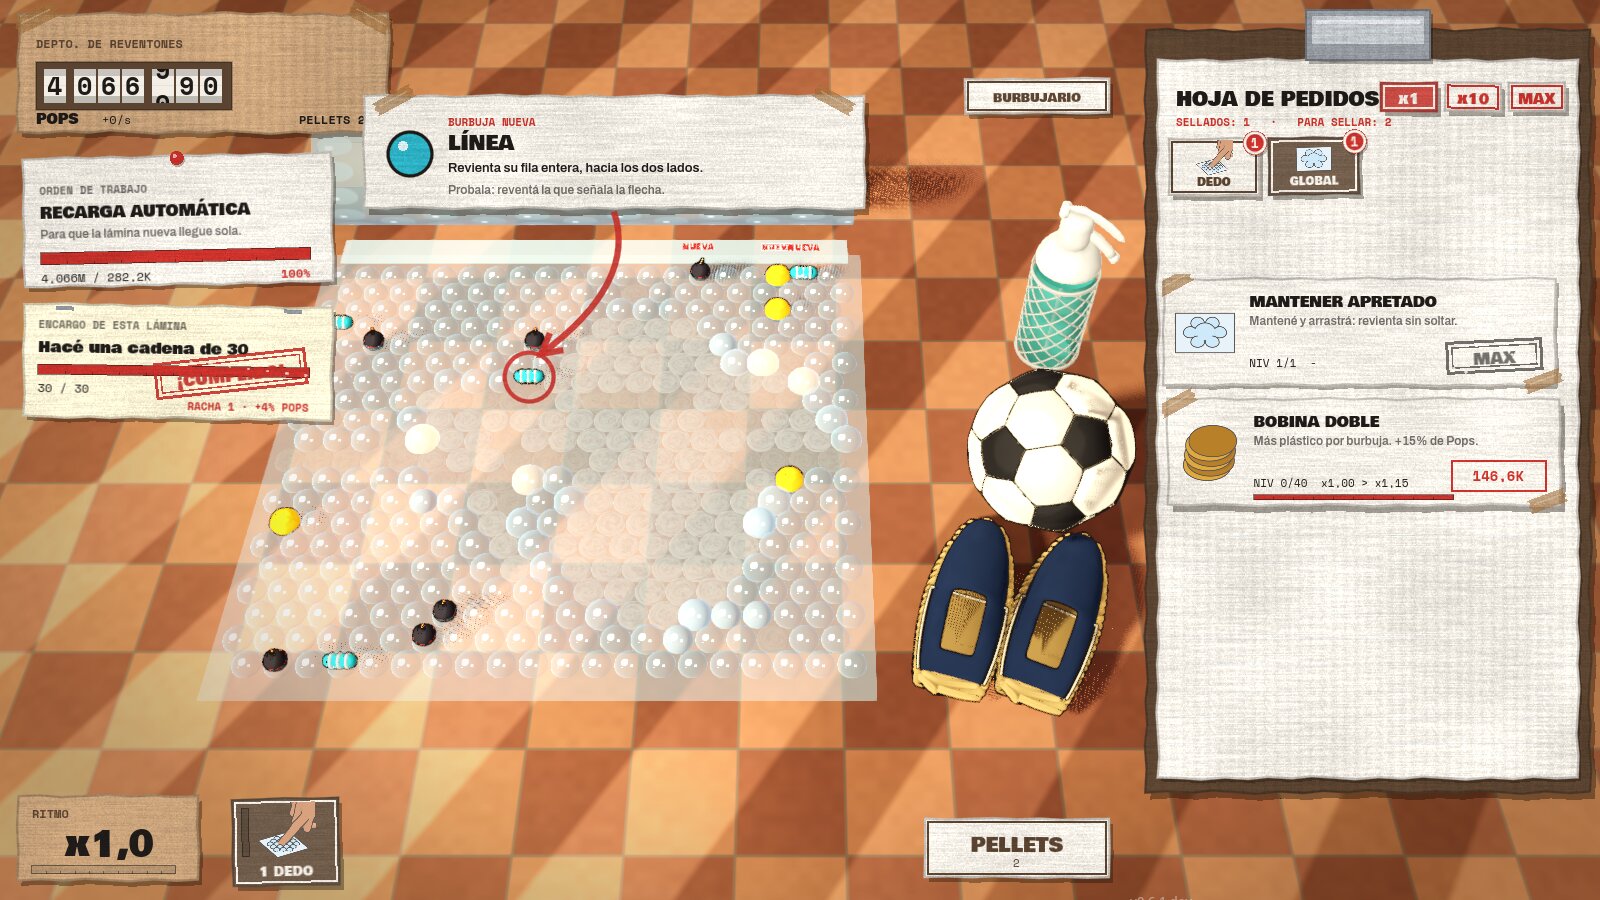 DEPTO. DE REVENTONES
4 066 90
POPS +0/s PELLETS 2
ORDEN DE TRABAJO
RECARGA AUTOMÁTICA
Para que la lámina nueva llegue sola.
4.066M / 282.2K 100%
ENCARGO DE ESTA LÁMINA
Hacé una cadena de 30
30 / 30
RACHA 1 · +4% POPS
BURBUJA NUEVA
LÍNEA
Revienta su fila entera, hacia los dos lados.
Probala: reventá la que señala la flecha.
NUEVA
NUEVA
BURBUJARIO
HOJA DE PEDIDOS x1 x10 MAX
SELLADOS: 1 · PARA SELLAR: 2
1 1
DEDO GLOBAL
MANTENER APRETADO
Mantené y arrastrá: revienta sin soltar.
NIV 1/1 - MAX
BOBINA DOBLE
Más plástico por burbuja. +15% de Pops.
NIV 0/40 x1,00 > x1,15 146,6K
RITMO
x1,0
1 DEDO
PELLETS
2